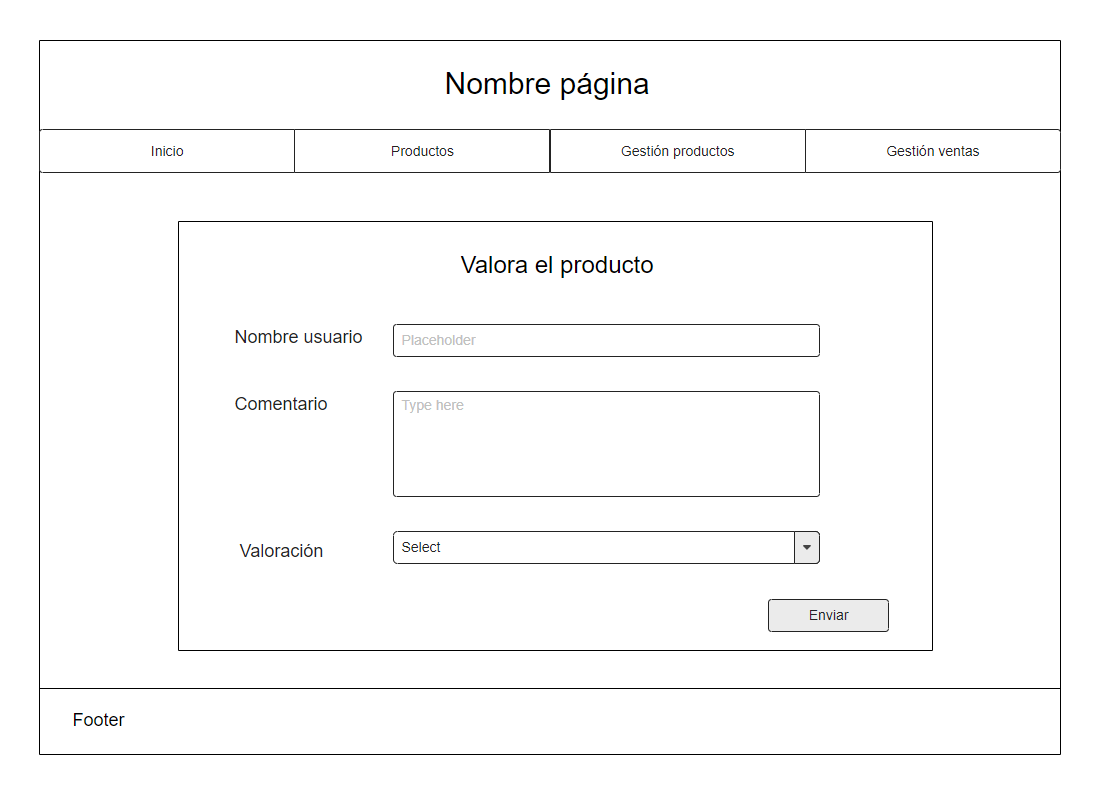 Nombre página
Inicio
Productos
Gestión productos
Gestión ventas
Valora el producto
Nombre usuario
Placeholder
Comentario
Type here
Valoración
Select
Enviar
Footer